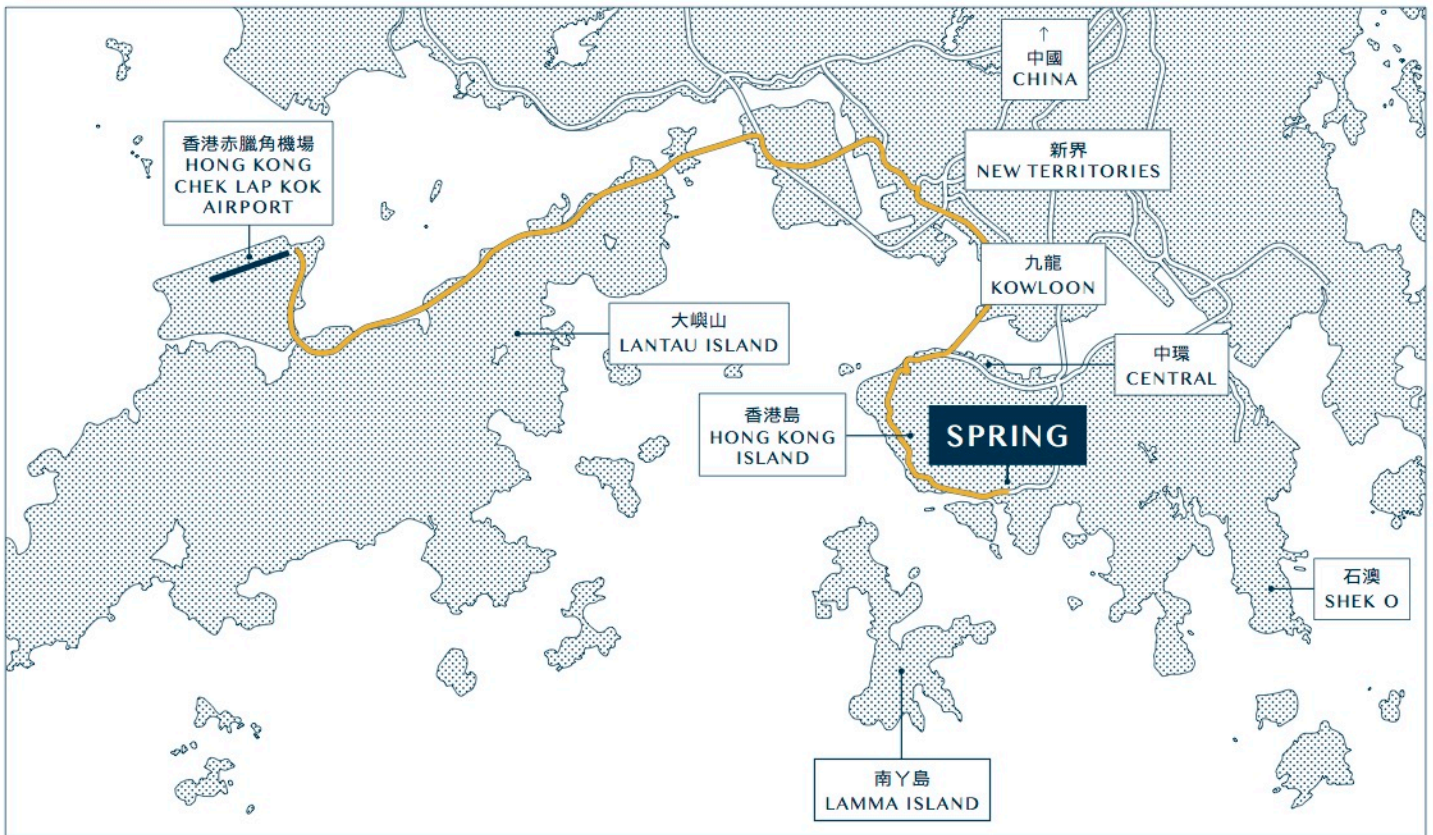 ↑
中國
CHINA
香港赤鱲角機場
HONG KONG
CHEK LAP KOK
AIRPORT
新界
NEW TERRITORIES
九龍
KOWLOON
大嶼山
LANTAU ISLAND
中環
CENTRAL
香港島
HONG KONG
ISLAND
SPRING
石澳
SHEK O
南丫島
LAMMA ISLAND